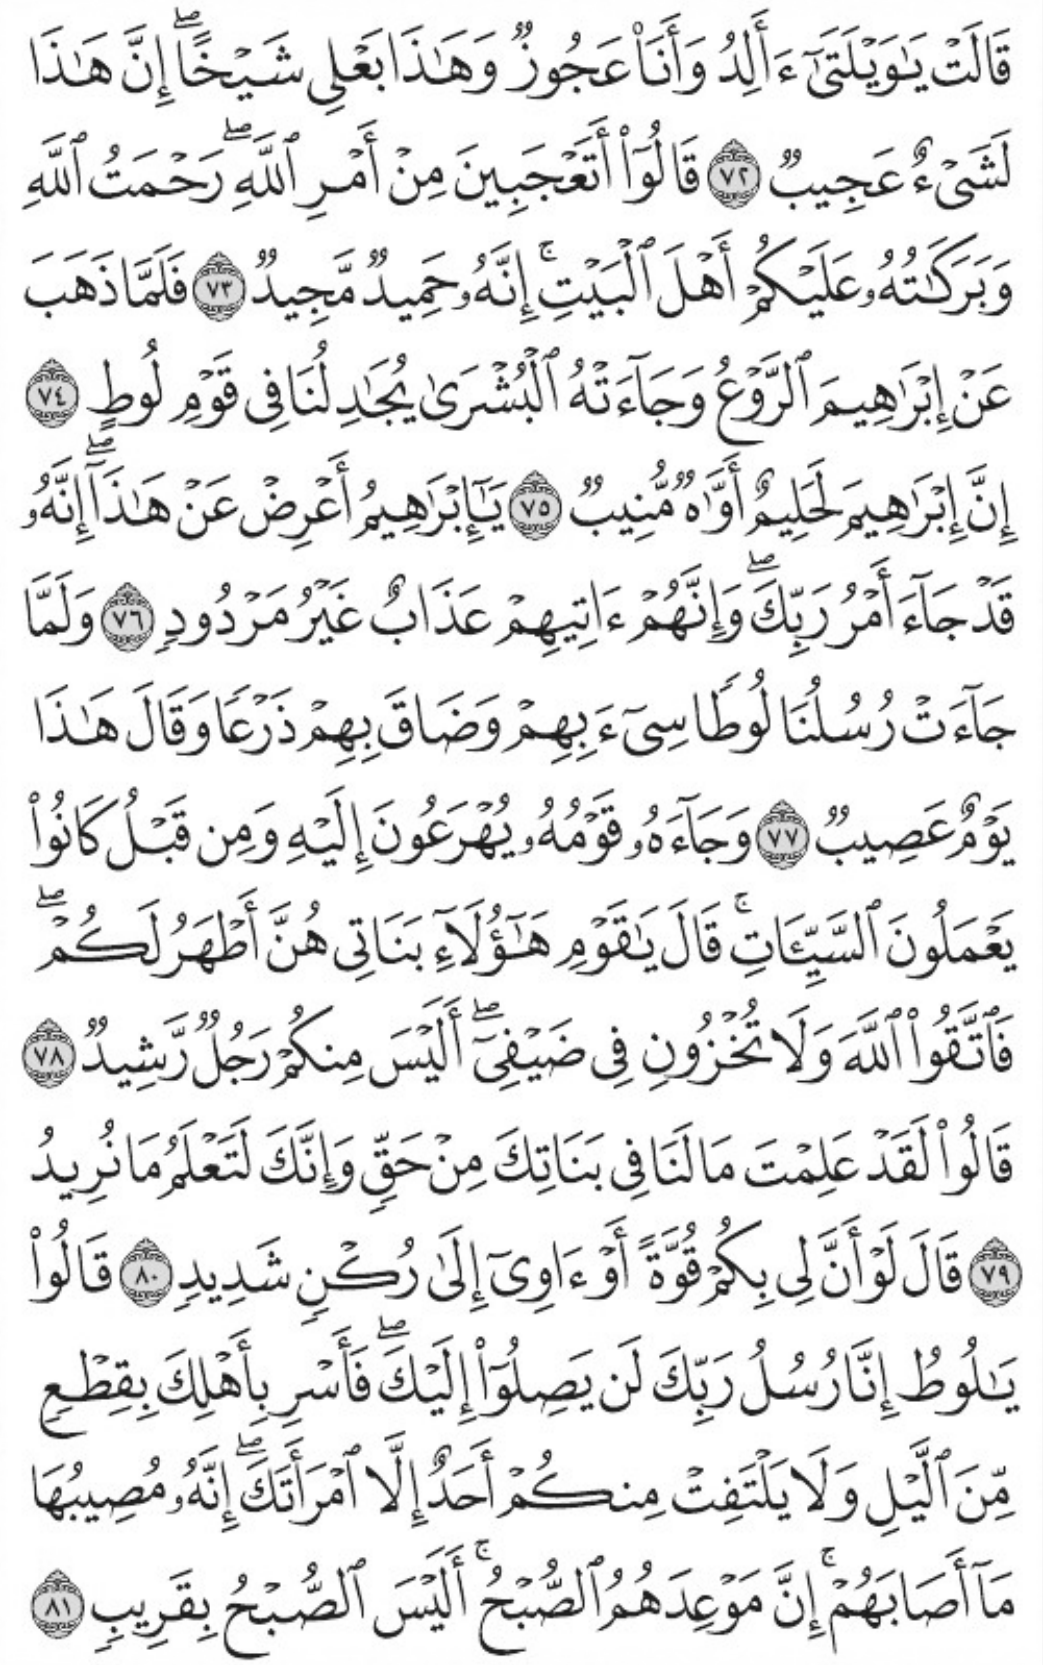 قَالَتْ يَـٰوَيْلَتَىٰٓ ءَأَلِدُ وَأَنَا۠ عَجُوزٌ وَهَـٰذَا بَعْلِى شَيْخًا ۖ إِنَّ هَـٰذَا
لَشَىْءٌ عَجِيبٌ ٧٢ قَالُوٓا۟ أَتَعْجَبِينَ مِنْ أَمْرِ ٱللَّهِ ۖ رَحْمَتُ ٱللَّهِ
وَبَرَكَـٰتُهُۥ عَلَيْكُمْ أَهْلَ ٱلْبَيْتِ ۚ إِنَّهُۥ حَمِيدٌ مَّجِيدٌ ٧٣ فَلَمَّا ذَهَبَ
عَنْ إِبْرَٰهِيمَ ٱلرَّوْعُ وَجَآءَتْهُ ٱلْبُشْرَىٰ يُجَـٰدِلُنَا فِى قَوْمِ لُوطٍ ٧٤
إِنَّ إِبْرَٰهِيمَ لَحَلِيمٌ أَوَّٰهٌ مُّنِيبٌ ٧٥ يَـٰٓإِبْرَٰهِيمُ أَعْرِضْ عَنْ هَـٰذَآ ۖ إِنَّهُۥ
قَدْ جَآءَ أَمْرُ رَبِّكَ ۖ وَإِنَّهُمْ ءَاتِيهِمْ عَذَابٌ غَيْرُ مَرْدُودٍ ٧٦ وَلَمَّا
جَآءَتْ رُسُلُنَا لُوطًا سِىٓءَ بِهِمْ وَضَاقَ بِهِمْ ذَرْعًا وَقَالَ هَـٰذَا
يَوْمٌ عَصِيبٌ ٧٧ وَجَآءَهُۥ قَوْمُهُۥ يُهْرَعُونَ إِلَيْهِ وَمِن قَبْلُ كَانُوا۟
يَعْمَلُونَ ٱلسَّيِّـَٔاتِ ۚ قَالَ يَـٰقَوْمِ هَـٰٓؤُلَآءِ بَنَاتِى هُنَّ أَطْهَرُ لَكُمْ ۖ
فَٱتَّقُوا۟ ٱللَّهَ وَلَا تُخْزُونِ فِى ضَيْفِىٓ ۖ أَلَيْسَ مِنكُمْ رَجُلٌ رَّشِيدٌ ٧٨
قَالُوا۟ لَقَدْ عَلِمْتَ مَا لَنَا فِى بَنَاتِكَ مِنْ حَقٍّ وَإِنَّكَ لَتَعْلَمُ مَا نُرِيدُ
٧٩ قَالَ لَوْ أَنَّ لِى بِكُمْ قُوَّةً أَوْ ءَاوِىٓ إِلَىٰ رُكْنٍ شَدِيدٍ ٨٠ قَالُوا۟
يَـٰلُوطُ إِنَّا رُسُلُ رَبِّكَ لَن يَصِلُوٓا۟ إِلَيْكَ ۖ فَأَسْرِ بِأَهْلِكَ بِقِطْعٍ
مِّنَ ٱلَّيْلِ وَلَا يَلْتَفِتْ مِنكُمْ أَحَدٌ إِلَّا ٱمْرَأَتَكَ ۖ إِنَّهُۥ مُصِيبُهَا
مَآ أَصَابَهُمْ ۚ إِنَّ مَوْعِدَهُمُ ٱلصُّبْحُ ۚ أَلَيْسَ ٱلصُّبْحُ بِقَرِيبٍ ٨١